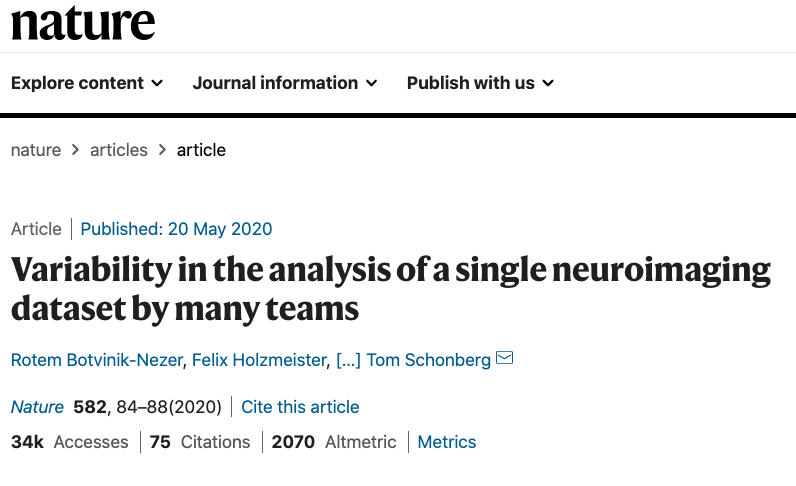 nature
Explore content Journal information Publish with us
nature > articles > article
Article | Published: 20 May 2020
Variability in the analysis of a single neuroimaging
dataset by many teams
Rotem Botvinik-Nezer, Felix Holzmeister, [...] Tom Schonberg
Nature 582, 84–88(2020) | Cite this article
34k Accesses | 75 Citations | 2070 Altmetric | Metrics